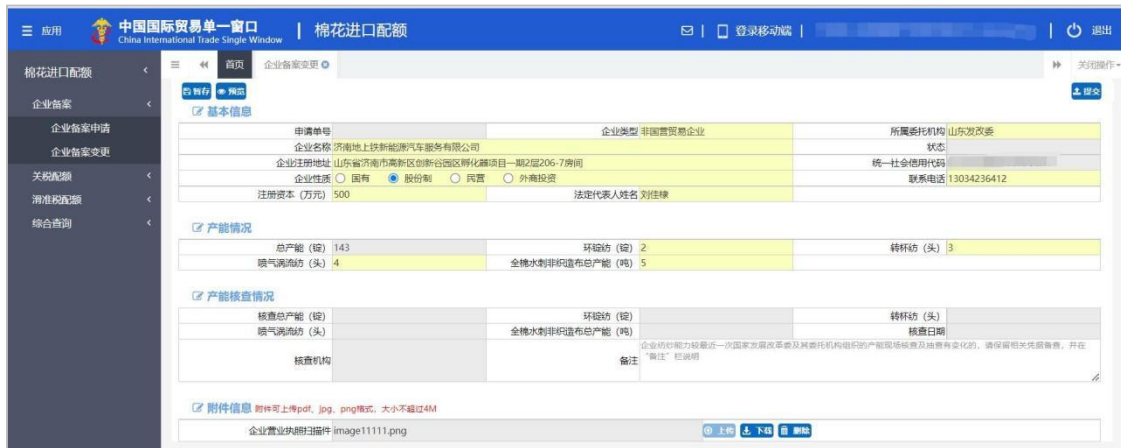 应用 中国国际贸易单一窗口 | 棉花进口配额 | 登录移动端 | | 退出
China International Trade Single Window
棉花进口配额 首页 企业备案变更 关闭操作
暂存 预览 提交
企业备案 基本信息
企业备案申请 申请单号 企业类型 非国营贸易企业 所属委托机构 山东发改委
企业备案变更 企业名称 济南地上铁新能源汽车服务有限公司 状态
企业注册地址 山东省济南市高新区创新谷园区孵化器项目一期2层206-7房间 统一社会信用代码
关税配额 企业性质 国有 股份制 民营 外商投资 联系电话 13034236412
滑准税配额 注册资本（万元） 500 法定代表人姓名 刘佳棣
综合查询
产能情况
总产能（锭） 143 环锭纺（锭） 2 转杯纺（头） 3
喷气涡流纺（头） 4 全棉水刺非织造布总产能（吨） 5
产能核查情况
核查总产能（锭） 环锭纺（锭） 转杯纺（头）
喷气涡流纺（头） 全棉水刺非织造布总产能（吨） 核查日期
核查机构 备注 企业纺纱能力较最近一次国家发展改革委及其委托机构组织的产能现场核查及抽查有变化的，请保留相关凭据备查，并在
“备注”栏说明
附件信息 附件可上传pdf、jpg、png格式，大小不超过4M
企业营业执照扫描件 image11111.png 上传 下载 删除